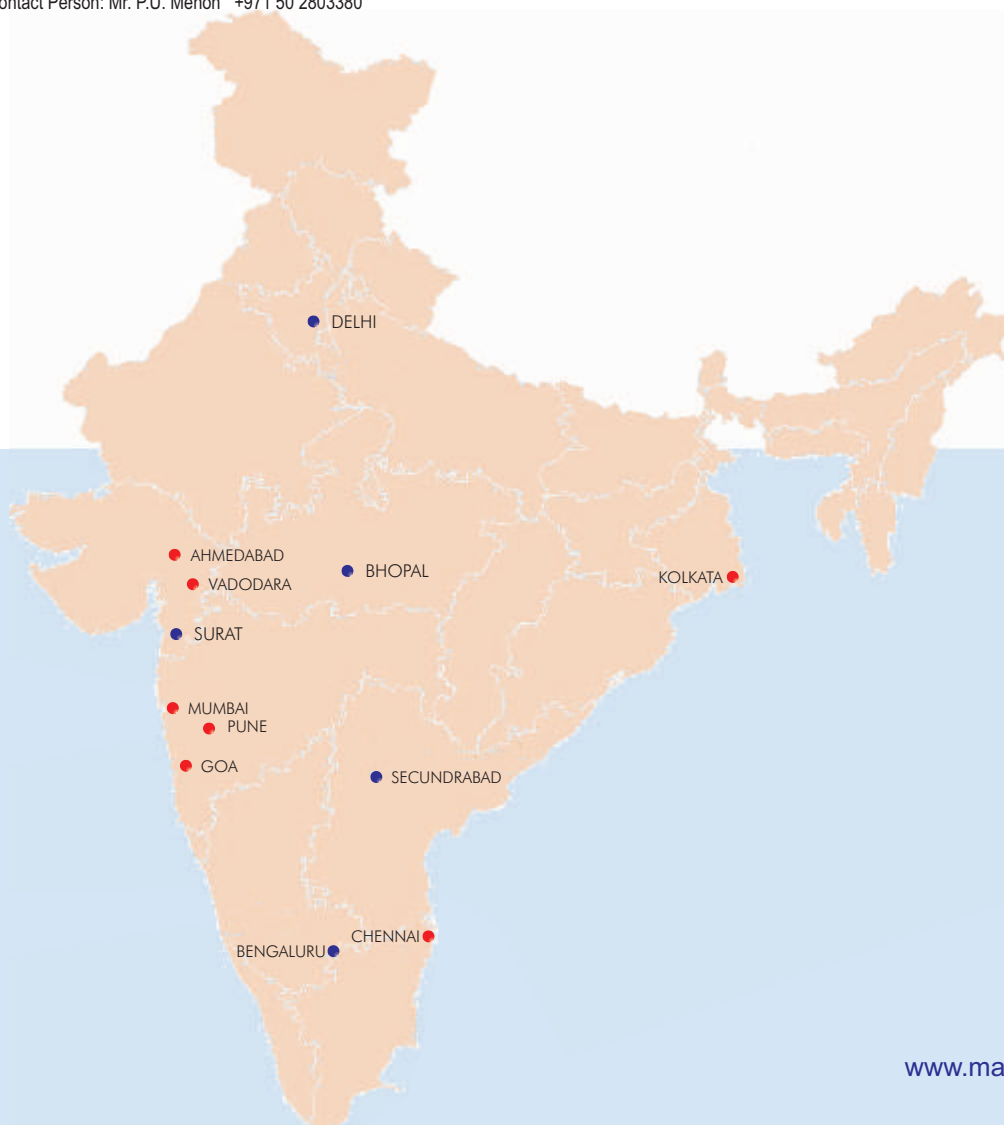 ontact Person: Mr. P.U. Menon +971 50 2803380
DELHI
AHMEDABAD
BHOPAL
KOLKATA
VADODARA
SURAT
MUMBAI
PUNE
GOA
SECUNDRABAD
CHENNAI
BENGALURU
www.ma